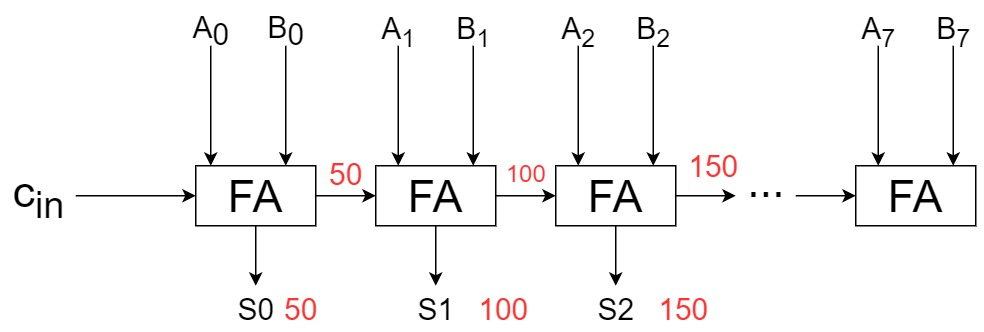 A0 B0 A1 B1 A2 B2 A7 B7
50 100 150
cin FA FA FA ... FA
S0 50 S1 100 S2 150